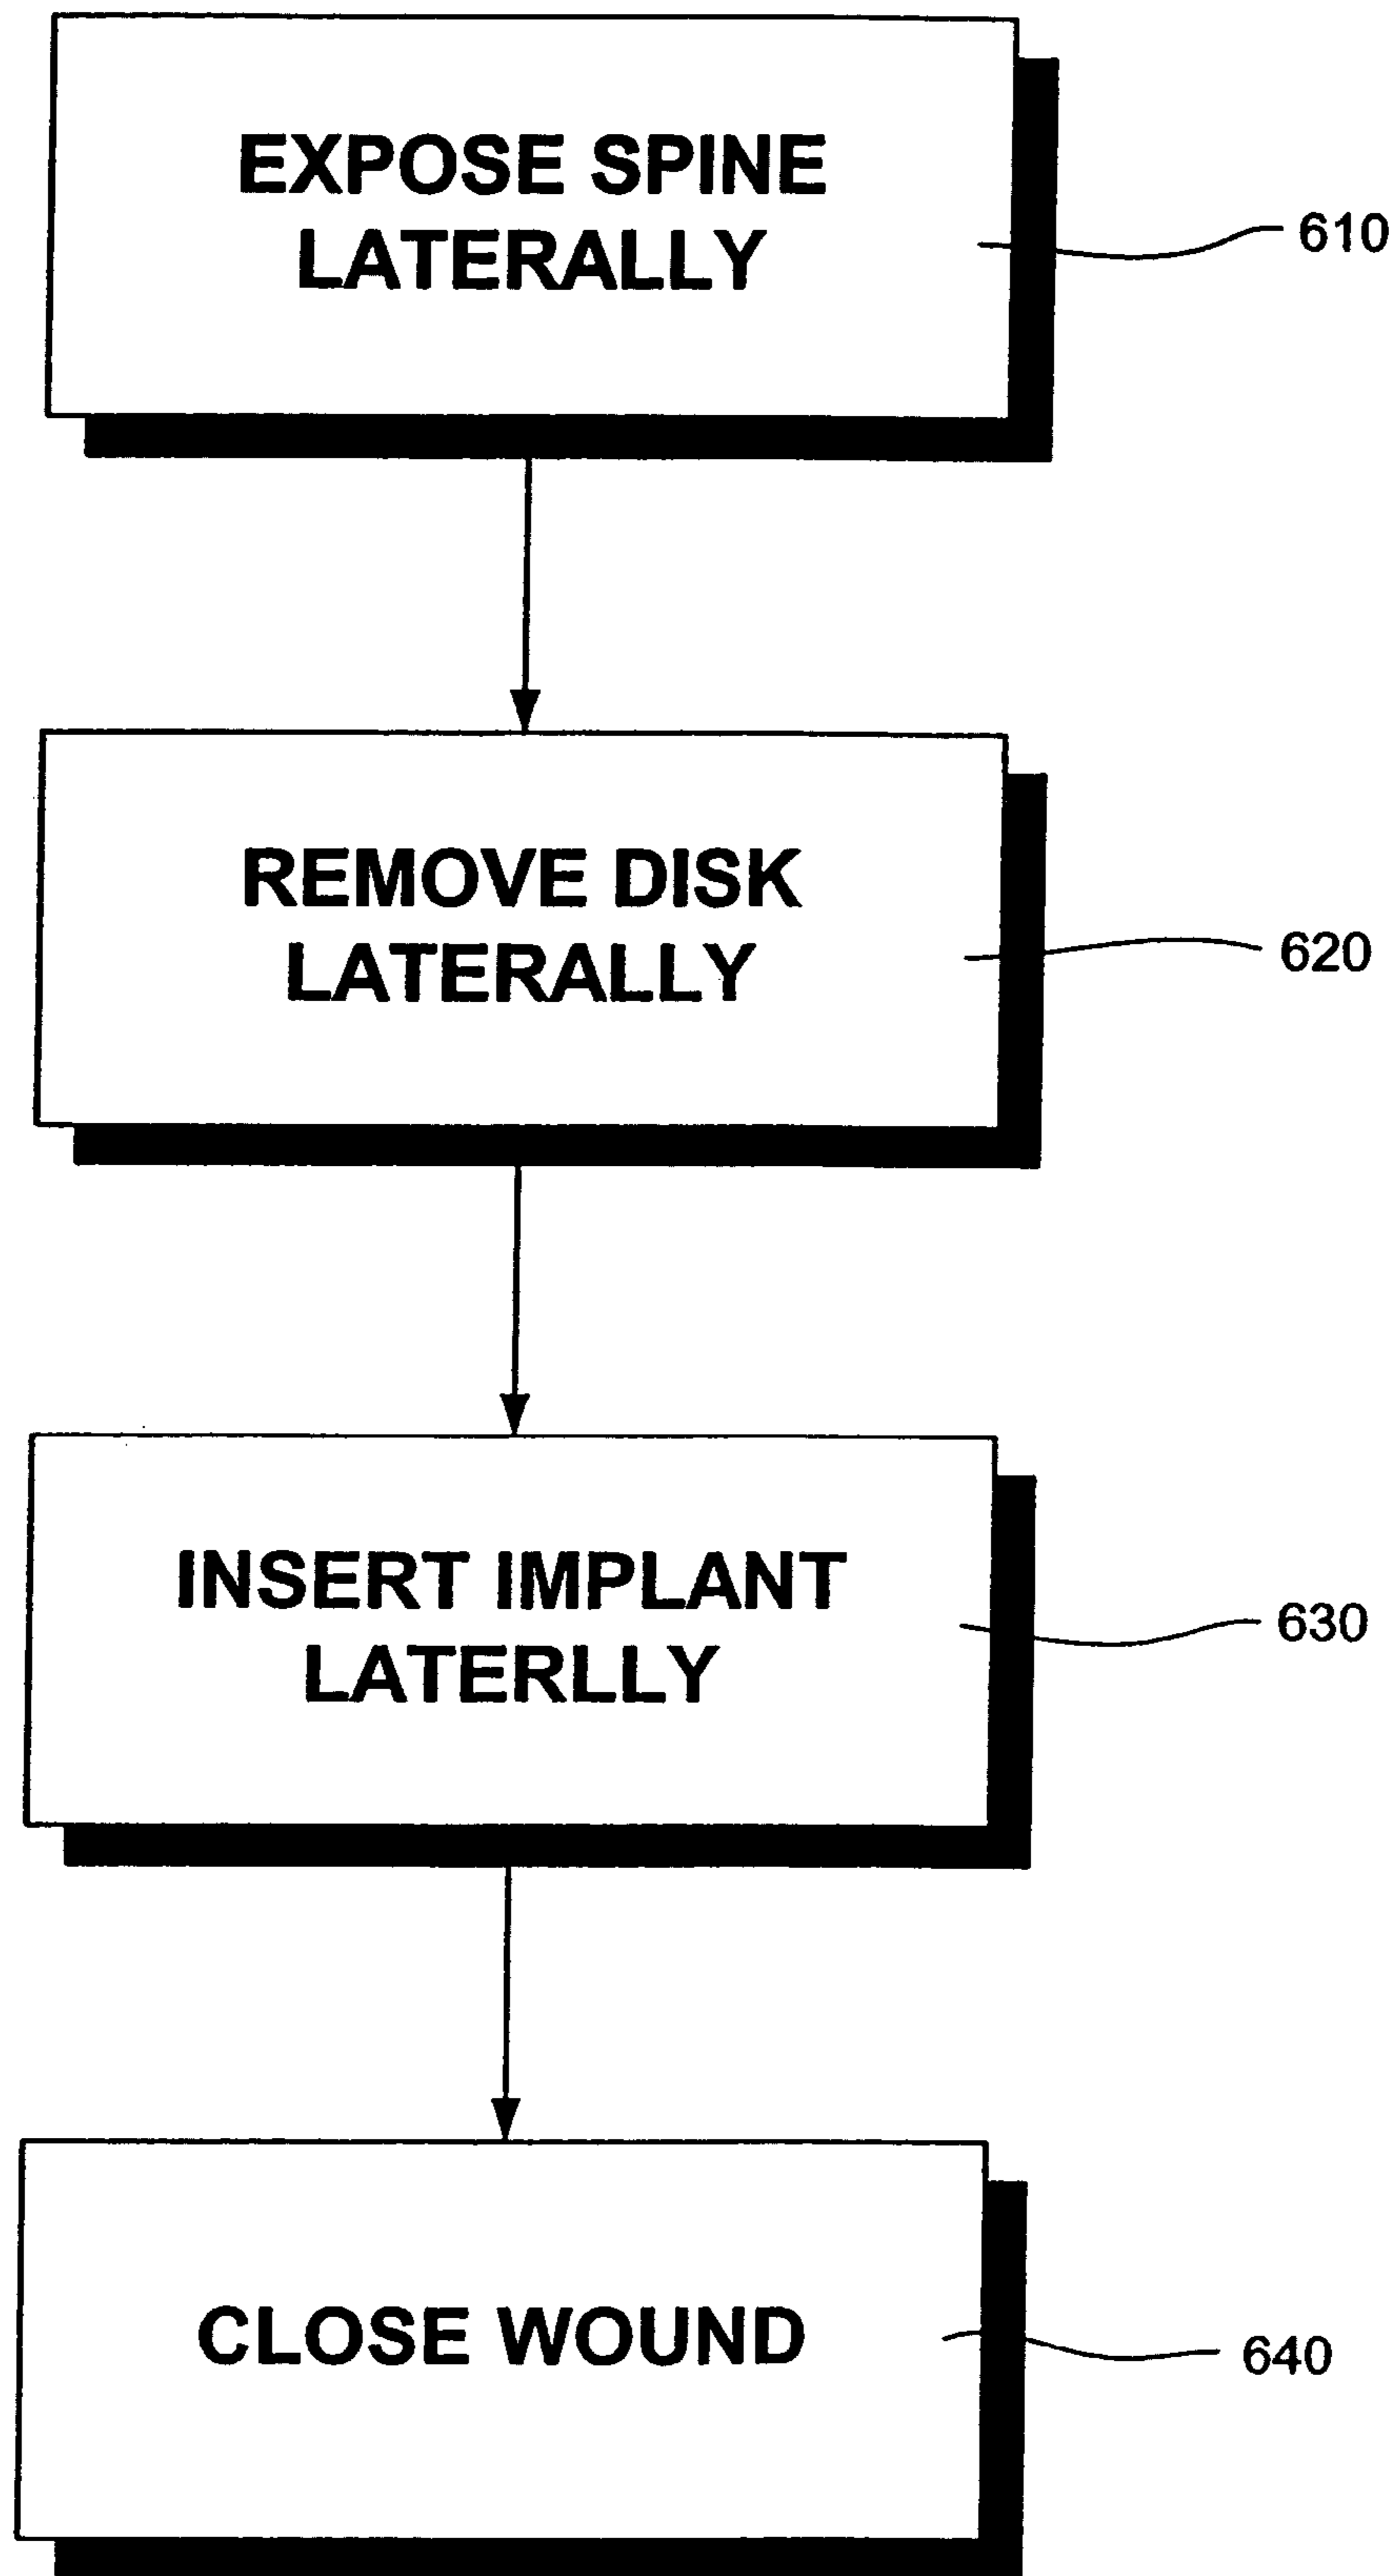 EXPOSE SPINE
LATERALLY
610
REMOVE DISK
LATERALLY
620
INSERT IMPLANT
LATERLLY
630
CLOSE WOUND
640